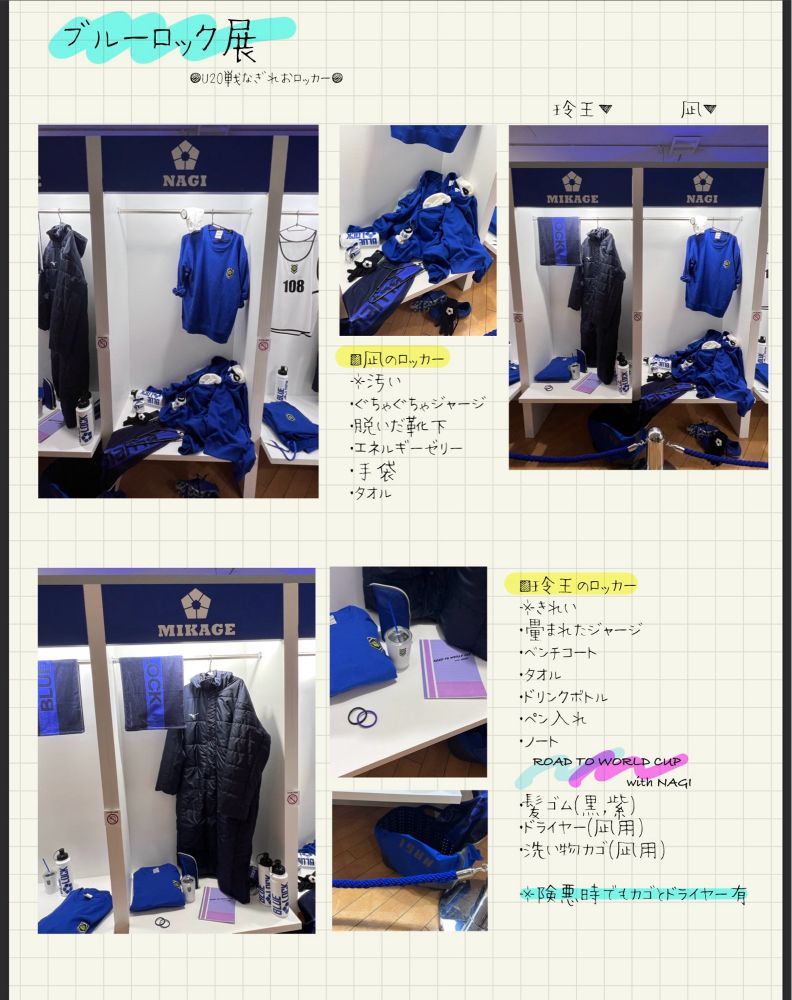 ブルーロック展
◍U20戦なぎれおロッカー◍
玲王▼
凪▼
NAGI
108
BLUE LOCK
MIKAGE
NAGI
▨凪のロッカー
※汚い
・ぐちゃぐちゃジャージ
・脱いだ靴下
・エネルギーゼリー
・手袋
・タオル
MIKAGE
BLUE
LOCK
BLUE LOCK
NAGI
▨玲王のロッカー
※きれい
・畳まれたジャージ
・ベンチコート
・タオル
・ドリンクボトル
・ペン入れ
・ノート
ROAD TO WORLD CUP
with NAGI
・髪ゴム(黒,紫)
・ドライヤー(凪用)
・洗い物カゴ(凪用)
※険悪時でもカゴとドライヤー有